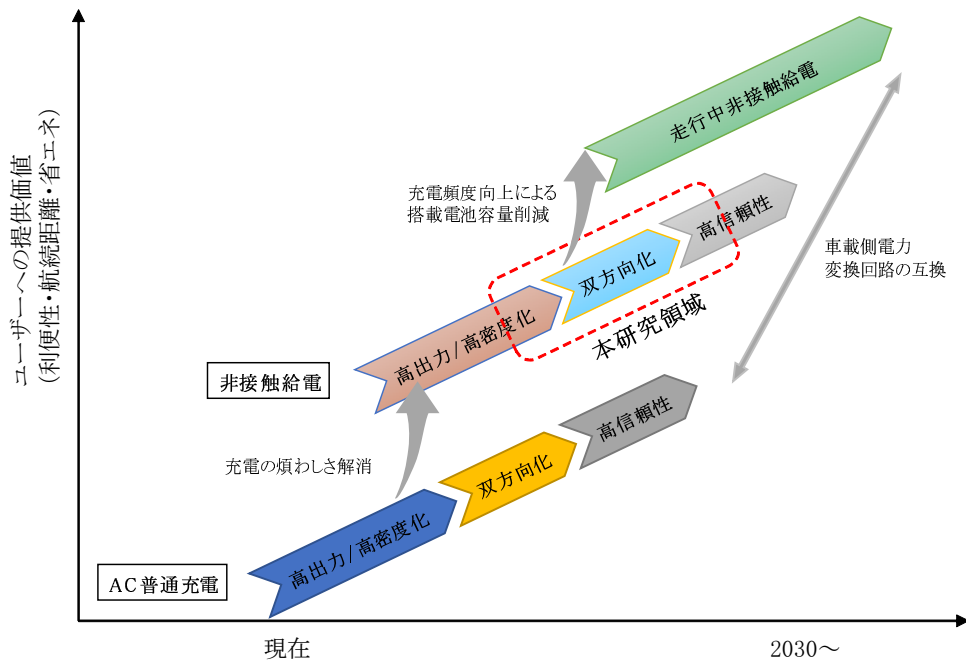 ユーザーへの提供価値
(利便性・航続距離・省エネ)
走行中非接触給電
充電頻度向上による
搭載電池容量削減
高信頼性
双方向化
高出力/高密度化
本研究領域
車載側電力
変換回路の互換
非接触給電
充電の煩わしさ解消
高信頼性
双方向化
高出力/高密度化
AC普通充電
現在
2030～